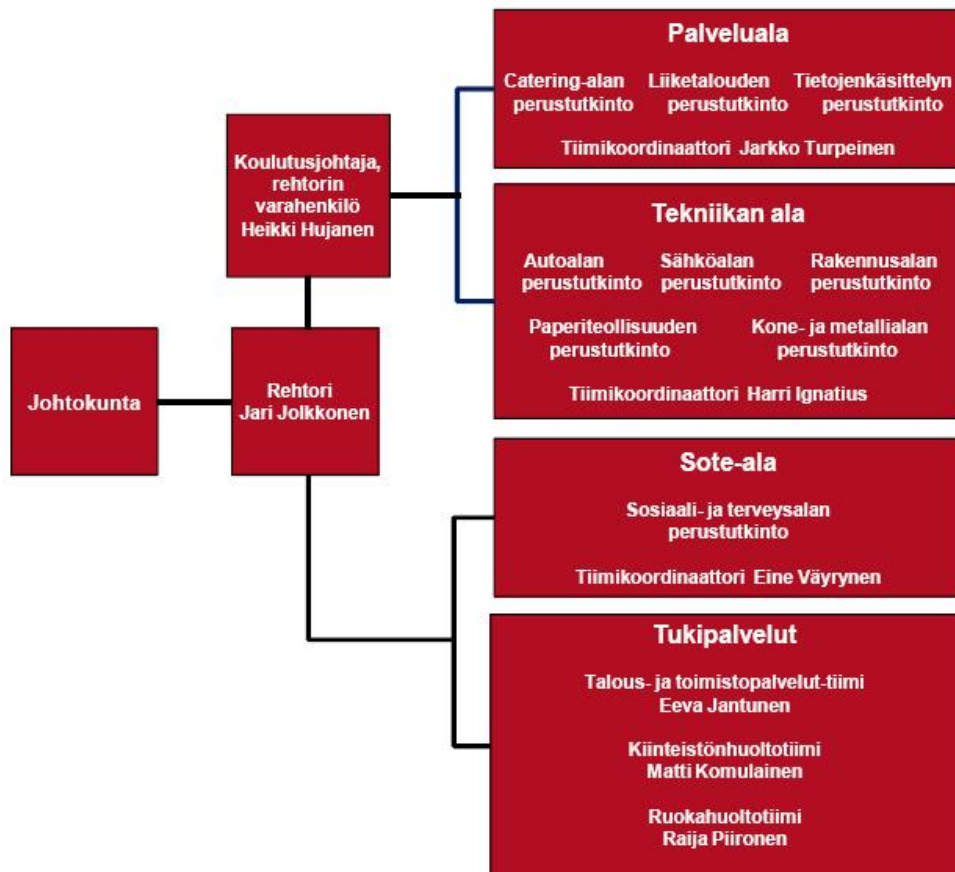 Palveluala
Catering-alan Liiketalouden Tietojenkäsittelyn
perustutkinto perustutkinto perustutkinto
Tiimikoordinaattori Jarkko Turpeinen
Koulutusjohtaja,
rehtorin
varahenkilö
Heikki Hujanen
Tekniikan ala
Autoalan Sähköalan Rakennusalan
perustutkinto perustutkinto perustutkinto
Paperiteollisuuden Kone- ja metallialan
perustutkinto perustutkinto
Tiimikoordinaattori Harri Ignatius
Johtokunta
Rehtori
Jari Jolkkonen
Sote-ala
Sosiaali- ja terveysalan
perustutkinto
Tiimikoordinaattori Eine Väyrynen
Tukipalvelut
Talous- ja toimistopalvelut-tiimi
Eeva Jantunen
Kiinteistönhuoltotiimi
Matti Komulainen
Ruokahuoltotiimi
Raija Piironen